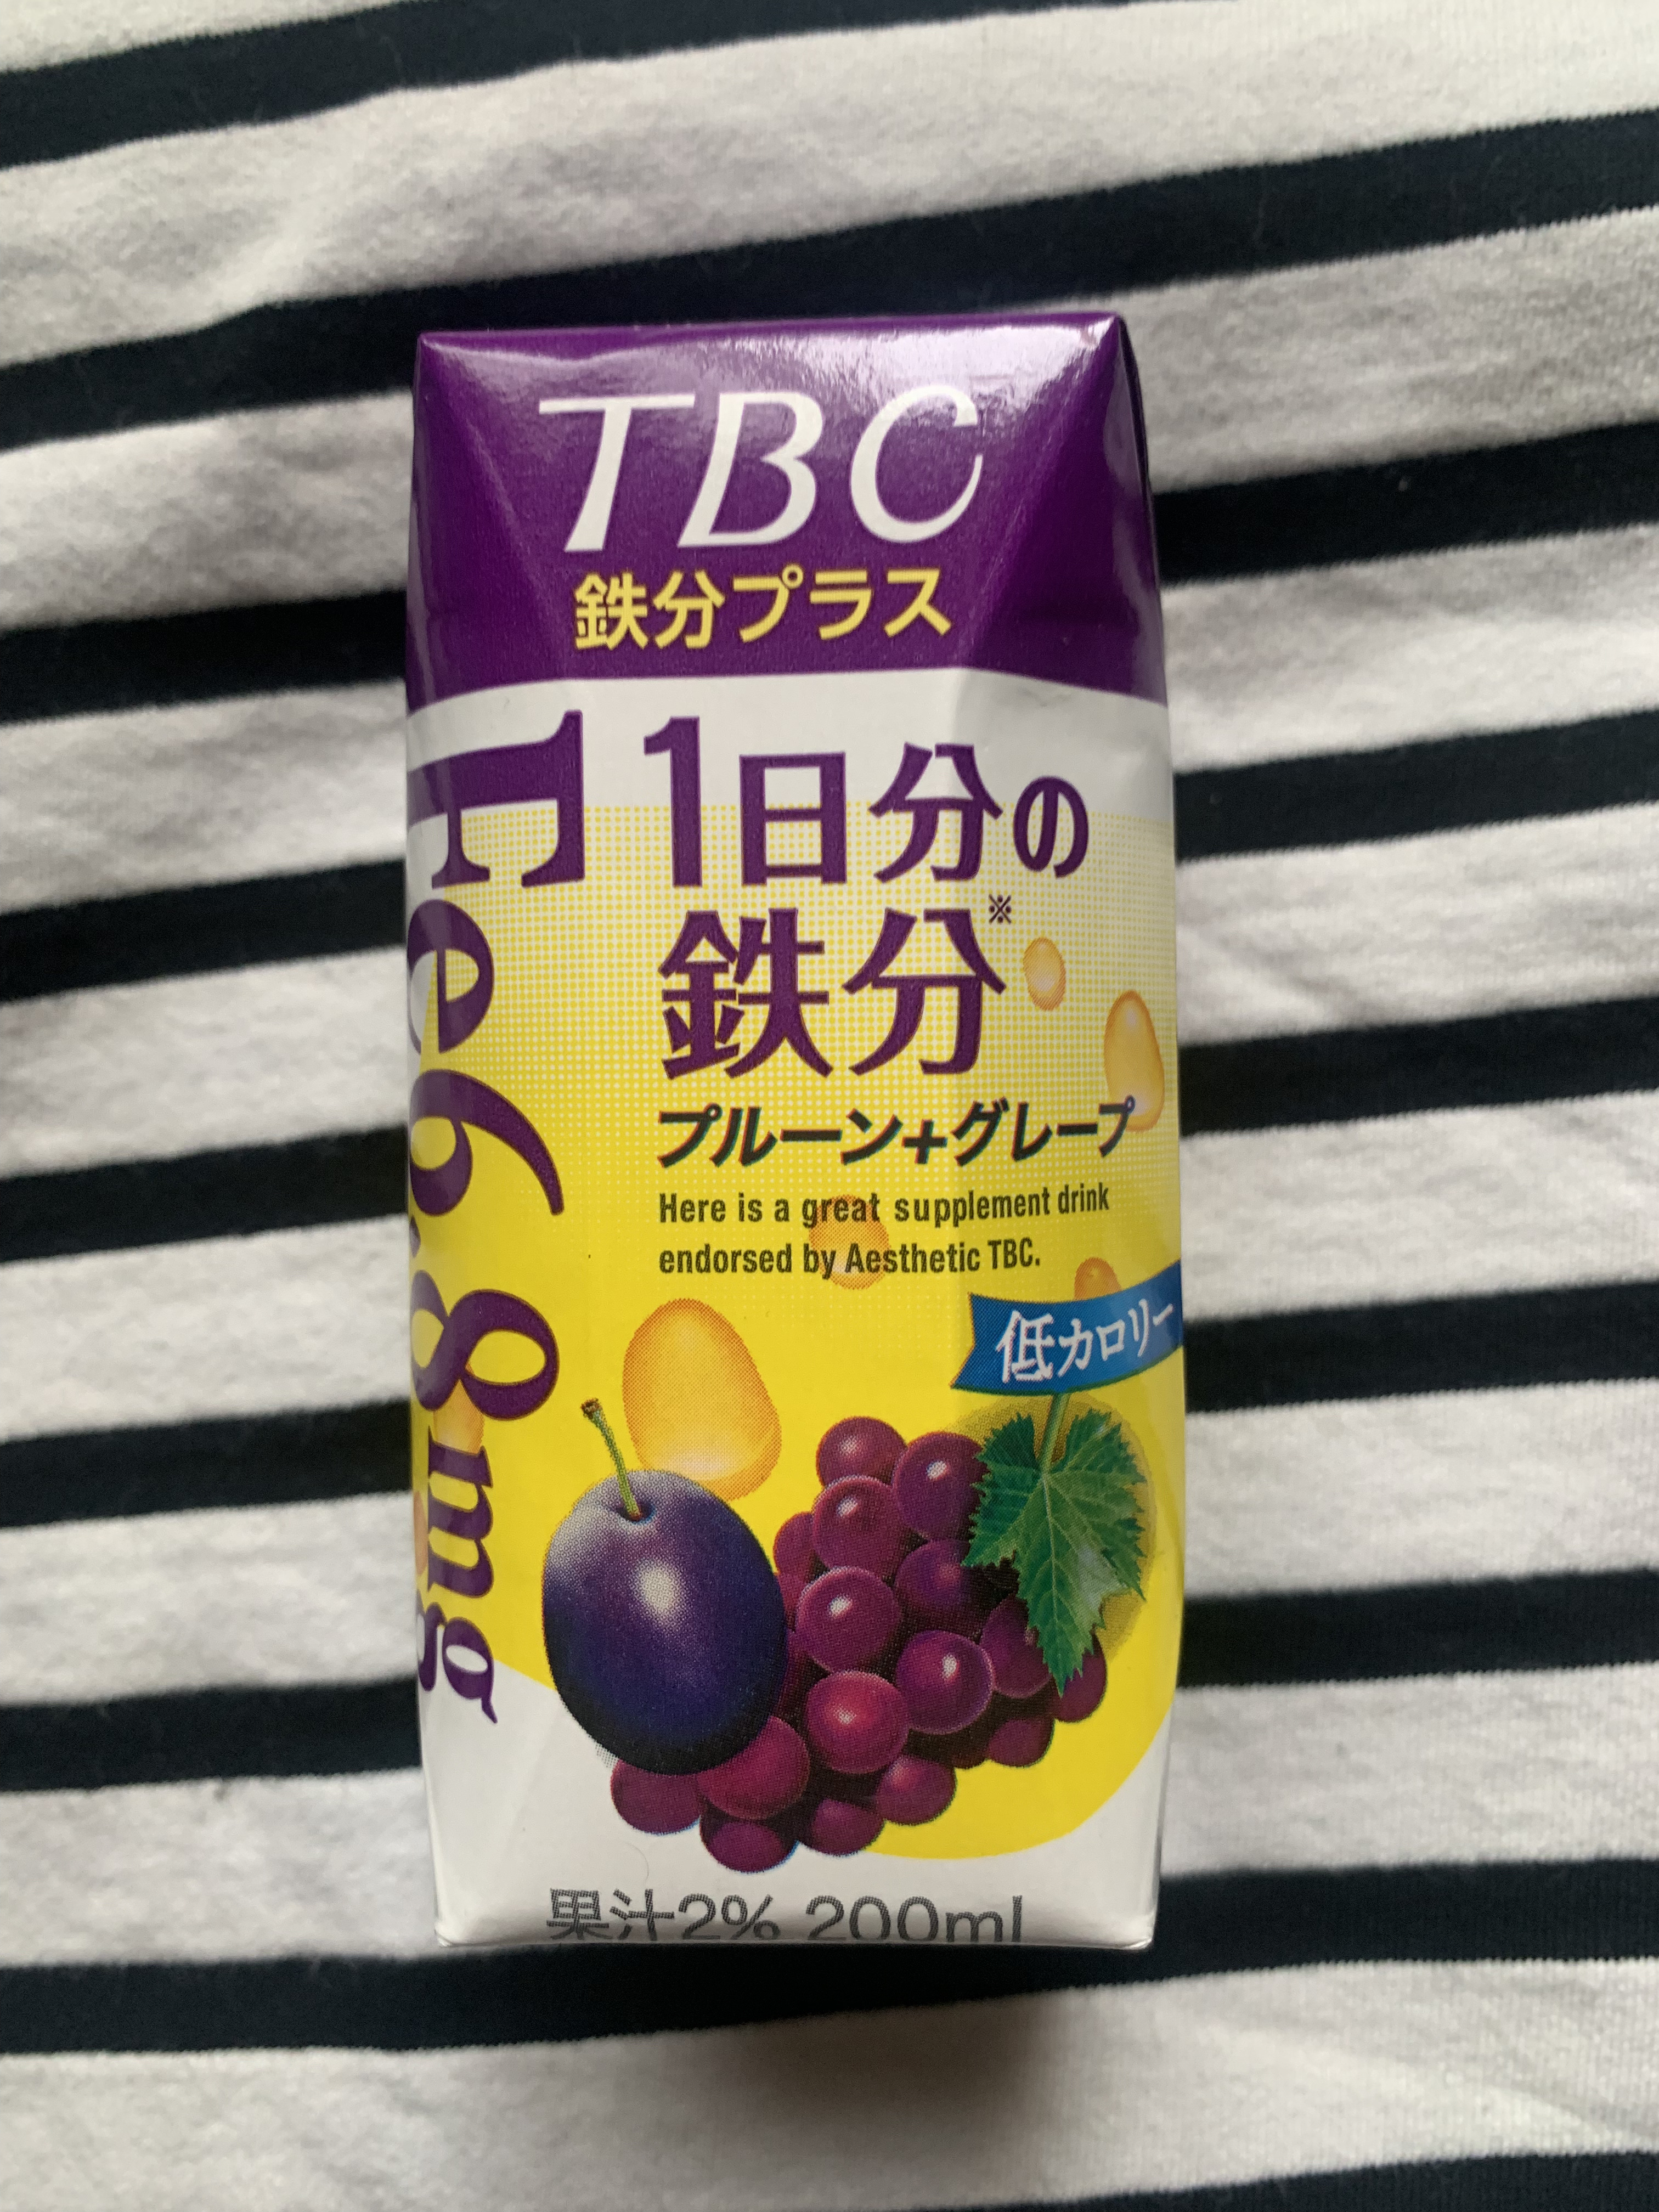 TBC
鉄分プラス
Fe6.8mg
1日分の
鉄分※
プルーン+グレープ
Here is a great supplement drink
endorsed by Aesthetic TBC.
低カロリー
果汁2% 200ml